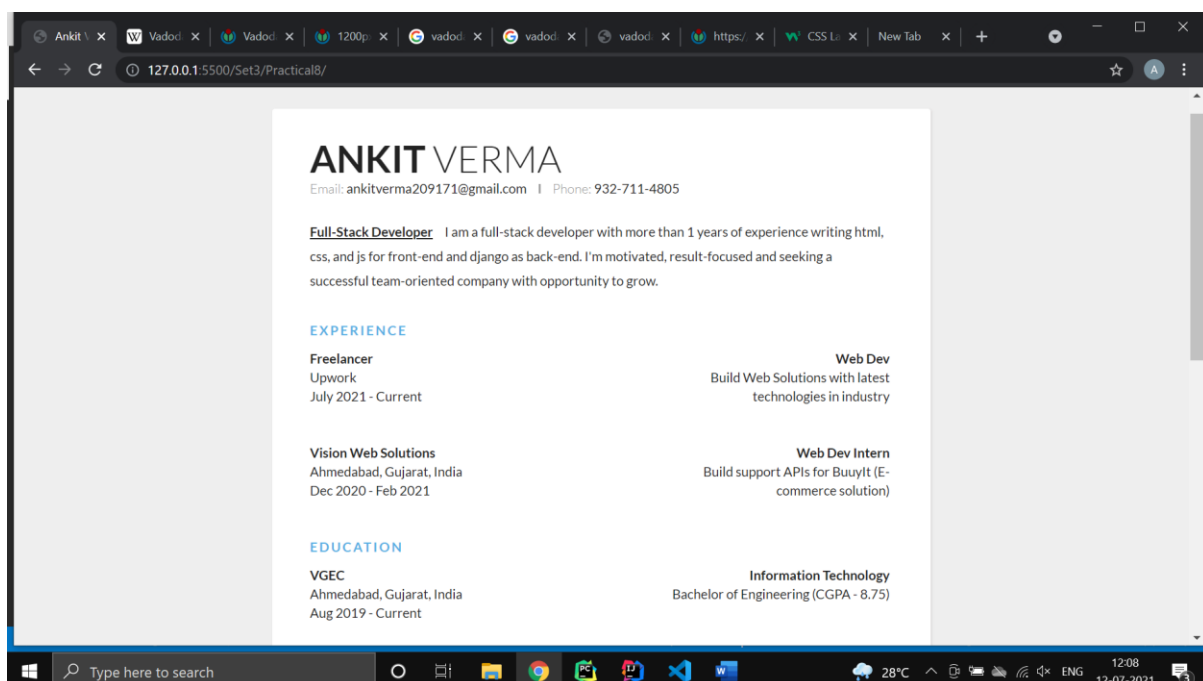 Ankit V
Vadod
Vadod
1200p
vadod
vadod
vadod
https:/
CSS La
New Tab
127.0.0.1:5500/Set3/Practical8/
A
ANKIT VERMA
Email: ankitverma209171@gmail.com I Phone: 932-711-4805
Full-Stack Developer I am a full-stack developer with more than 1 years of experience writing html,
css, and js for front-end and django as back-end. I'm motivated, result-focused and seeking a
successful team-oriented company with opportunity to grow.
EXPERIENCE
Freelancer Web Dev
Upwork Build Web Solutions with latest
July 2021 - Current technologies in industry
Vision Web Solutions Web Dev Intern
Ahmedabad, Gujarat, India Build support APIs for BuuyIt (E-
Dec 2020 - Feb 2021 commerce solution)
EDUCATION
VGEC Information Technology
Ahmedabad, Gujarat, India Bachelor of Engineering (CGPA - 8.75)
Aug 2019 - Current
Type here to search
28°C ENG 12:08
12-07-2021